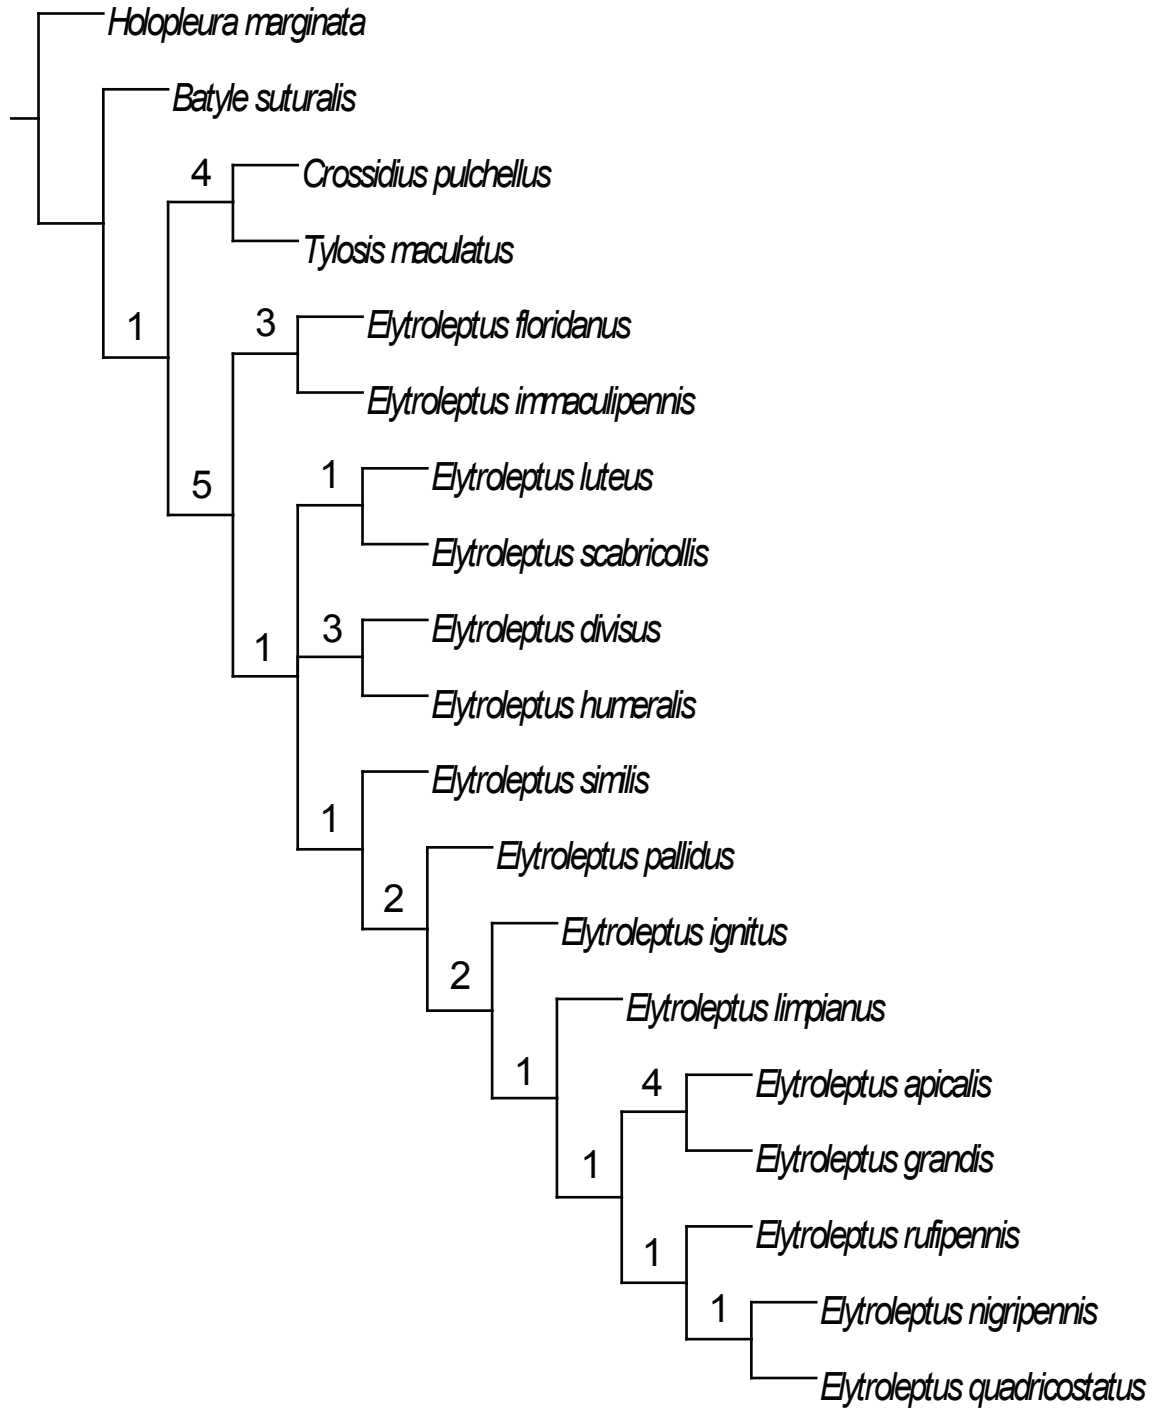 Holopleura marginata
Batyle suturalis
4
Crossidius pulchellus
Tylosis maculatus
1
3
Elytroleptus floridanus
Elytroleptus immaculipennis
5
1
Elytroleptus luteus
Elytroleptus scabricollis
3
Elytroleptus divisus
1
Elytroleptus humeralis
Elytroleptus similis
1
Elytroleptus pallidus
2
Elytroleptus ignitus
2
Elytroleptus limpianus
1
4
Elytroleptus apicalis
Elytroleptus grandis
1
Elytroleptus rufipennis
1
1
Elytroleptus nigripennis
Elytroleptus quadricostatus